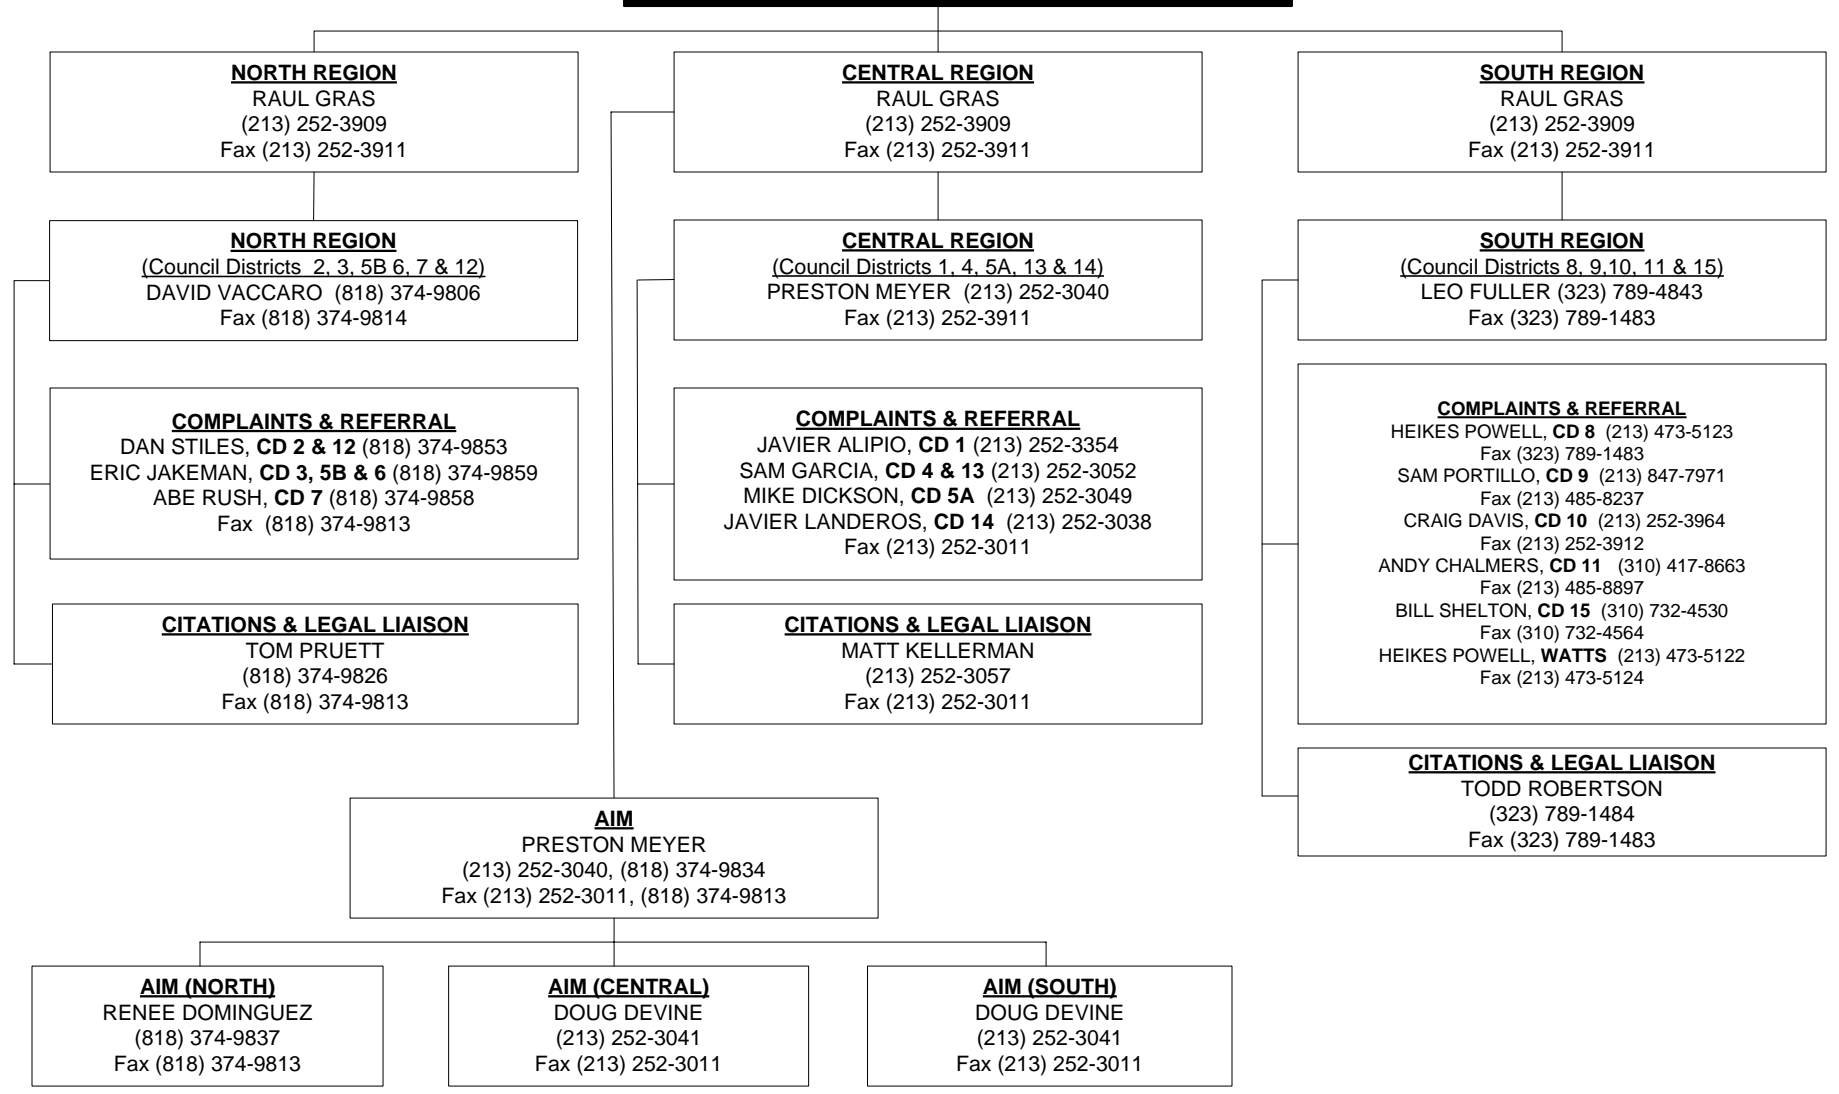 NORTH REGION
RAUL GRAS
(213) 252-3909
Fax (213) 252-3911
CENTRAL REGION
RAUL GRAS
(213) 252-3909
Fax (213) 252-3911
SOUTH REGION
RAUL GRAS
(213) 252-3909
Fax (213) 252-3911
NORTH REGION
(Council Districts 2, 3, 5B 6, 7 & 12)
DAVID VACCARO (818) 374-9806
Fax (818) 374-9814
CENTRAL REGION
(Council Districts 1, 4, 5A, 13 & 14)
PRESTON MEYER (213) 252-3040
Fax (213) 252-3911
SOUTH REGION
(Council Districts 8, 9,10, 11 & 15)
LEO FULLER (323) 789-4843
Fax (323) 789-1483
COMPLAINTS & REFERRAL
DAN STILES, CD 2 & 12 (818) 374-9853
ERIC JAKEMAN, CD 3, 5B & 6 (818) 374-9859
ABE RUSH, CD 7 (818) 374-9858
Fax (818) 374-9813
COMPLAINTS & REFERRAL
JAVIER ALIPIO, CD 1 (213) 252-3354
SAM GARCIA, CD 4 & 13 (213) 252-3052
MIKE DICKSON, CD 5A (213) 252-3049
JAVIER LANDEROS, CD 14 (213) 252-3038
Fax (213) 252-3011
COMPLAINTS & REFERRAL
HEIKES POWELL, CD 8 (213) 473-5123
Fax (323) 789-1483
SAM PORTILLO, CD 9 (213) 847-7971
Fax (213) 485-8237
CRAIG DAVIS, CD 10 (213) 252-3964
Fax (213) 252-3912
ANDY CHALMERS, CD 11 (310) 417-8663
Fax (213) 485-8897
BILL SHELTON, CD 15 (310) 732-4530
Fax (310) 732-4564
HEIKES POWELL, WATTS (213) 473-5122
Fax (213) 473-5124
CITATIONS & LEGAL LIAISON
TOM PRUETT
(818) 374-9826
Fax (818) 374-9813
CITATIONS & LEGAL LIAISON
MATT KELLERMAN
(213) 252-3057
Fax (213) 252-3011
CITATIONS & LEGAL LIAISON
TODD ROBERTSON
(323) 789-1484
Fax (323) 789-1483
AIM
PRESTON MEYER
(213) 252-3040, (818) 374-9834
Fax (213) 252-3011, (818) 374-9813
AIM (NORTH)
RENEE DOMINGUEZ
(818) 374-9837
Fax (818) 374-9813
AIM (CENTRAL)
DOUG DEVINE
(213) 252-3041
Fax (213) 252-3011
AIM (SOUTH)
DOUG DEVINE
(213) 252-3041
Fax (213) 252-3011